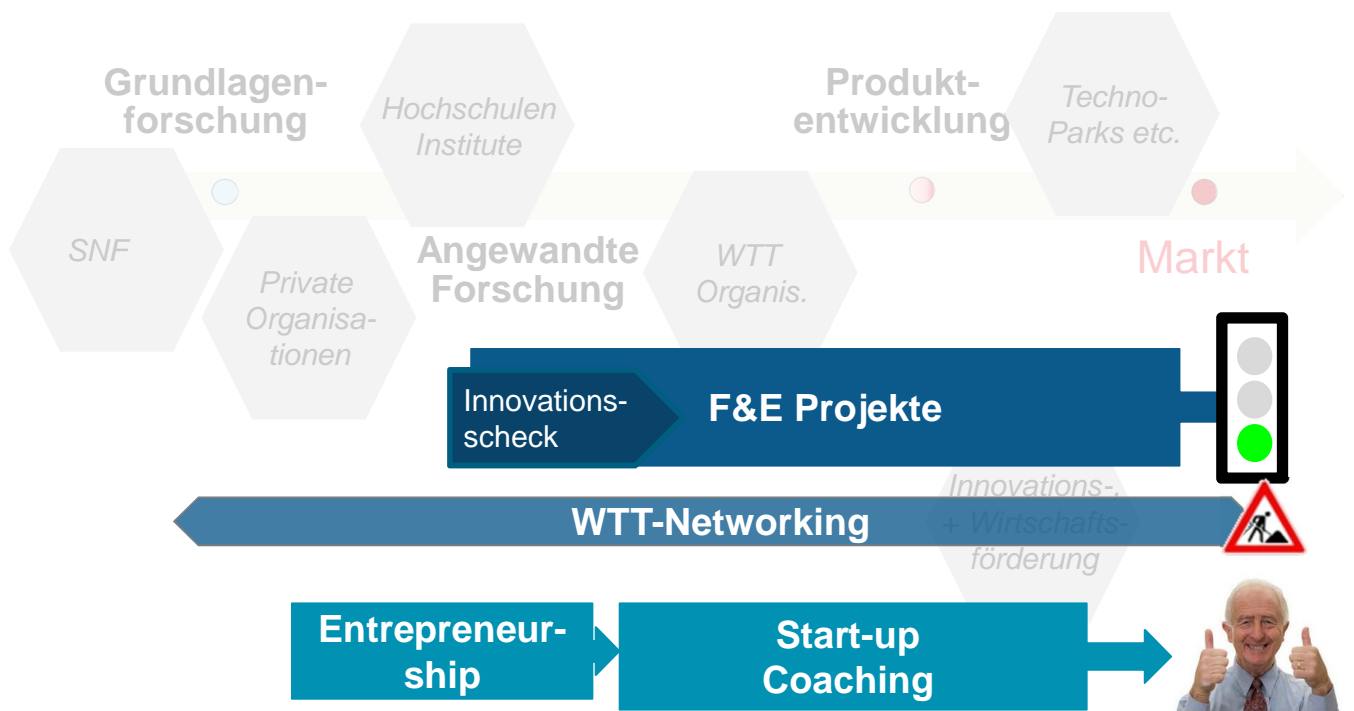 Grundlagen-
forschung
Hochschulen
Institute
Produkt-
entwicklung
Techno-
Parks etc.
SNF
Private
Organisa-
tionen
Angewandte
Forschung
WTT
Organis.
Markt
Innovations-
scheck
F&E Projekte
Innovations-,
+ Wirtschafts-
förderung
WTT-Networking
Entrepreneur-
ship
Start-up
Coaching